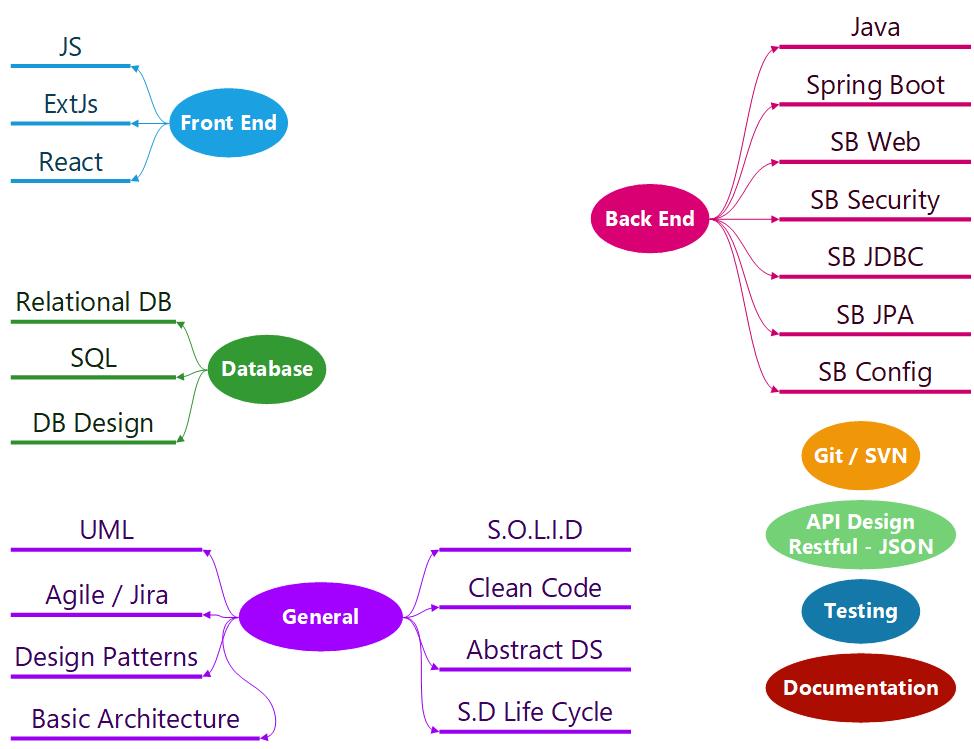 JS
ExtJs
React
Front End
Java
Spring Boot
SB Web
SB Security
SB JDBC
SB JPA
SB Config
Back End
Relational DB
SQL
DB Design
Database
Git / SVN
API Design
Restful - JSON
Testing
Documentation
UML
Agile / Jira
Design Patterns
Basic Architecture
General
S.O.L.I.D
Clean Code
Abstract DS
S.D Life Cycle